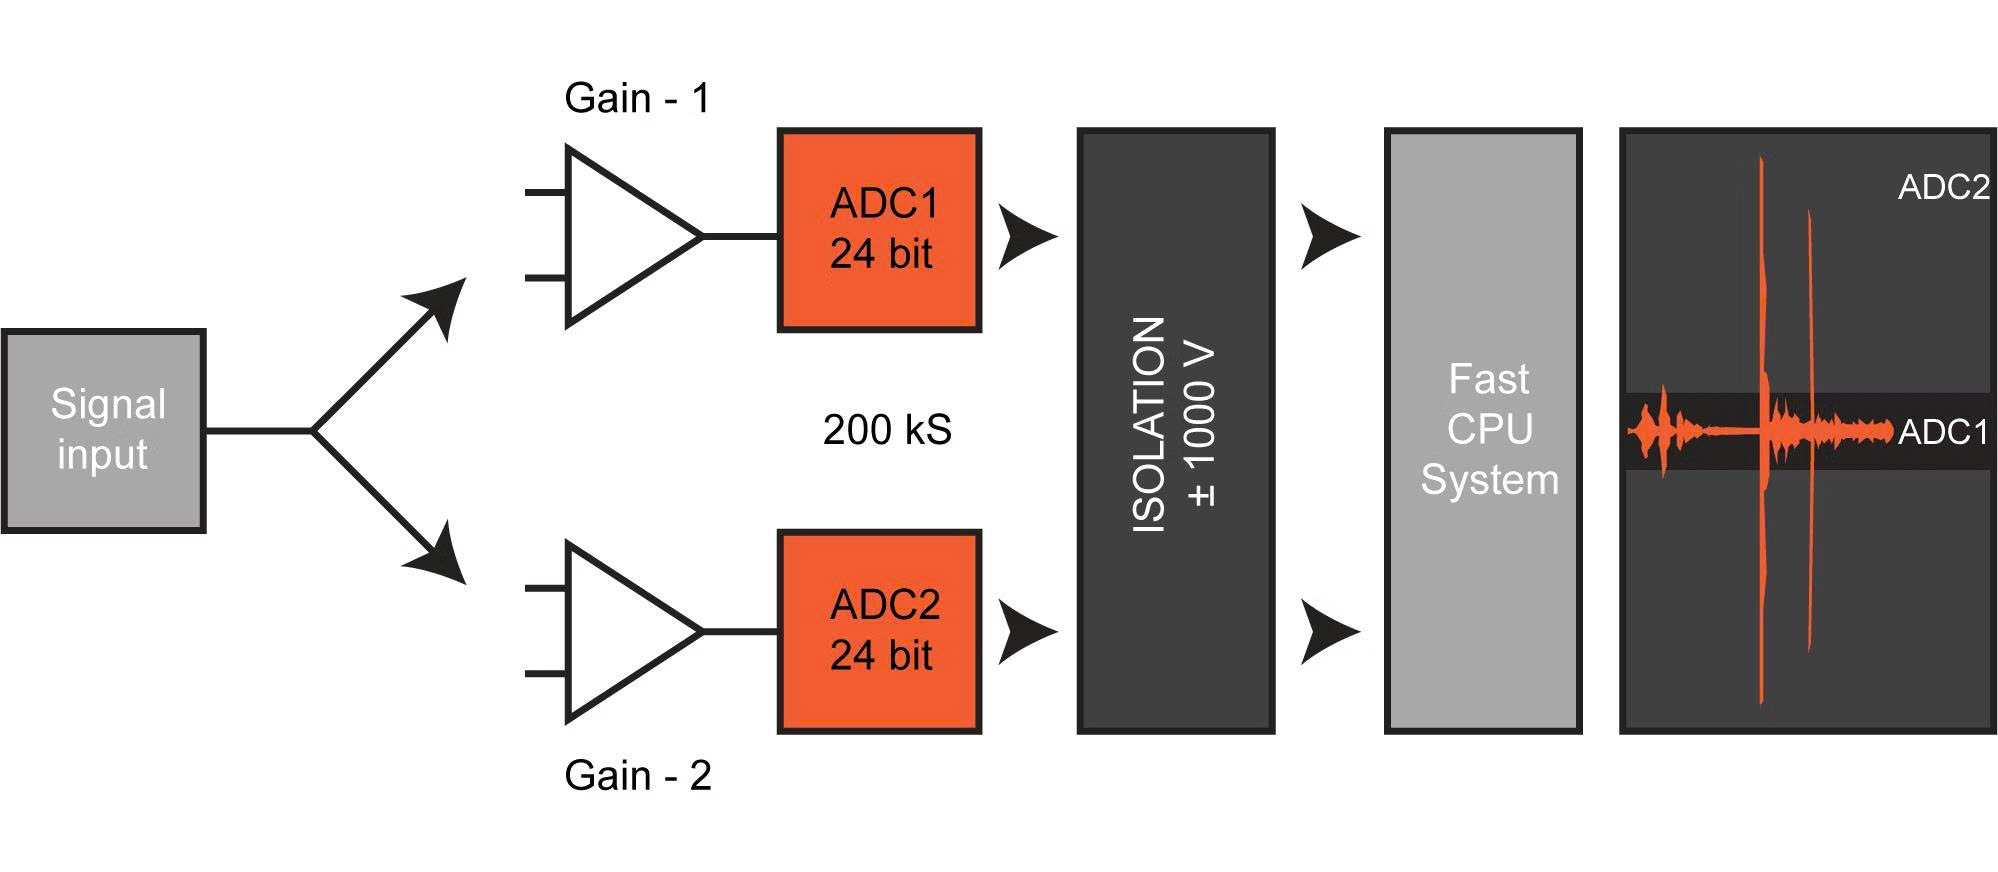 Gain - 1
ADC1
24 bit
Signal
input
200 kS
ADC2
24 bit
Gain - 2
ISOLATION
± 1000 V
Fast
CPU
System
ADC2
ADC1